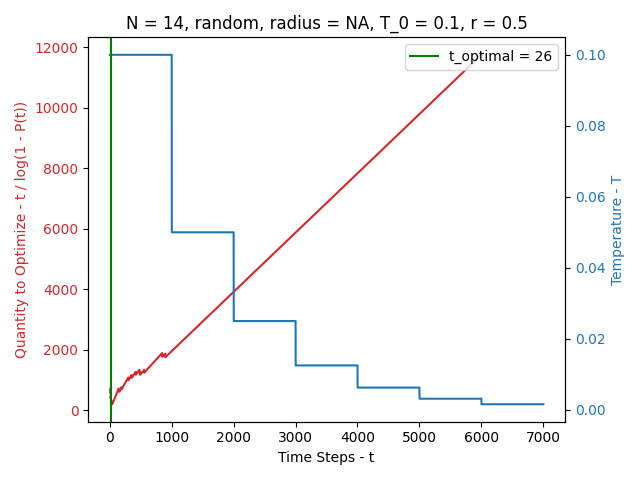 N = 14, random, radius = NA, T_0 = 0.1, r = 0.5
t_optimal = 26
Quantity to Optimize - t / log(1 - P(t))
12000
10000
8000
6000
4000
2000
0
0.10
0.08
0.06
0.04
0.02
0.00
Temperature - T
0 1000 2000 3000 4000 5000 6000 7000
Time Steps - t